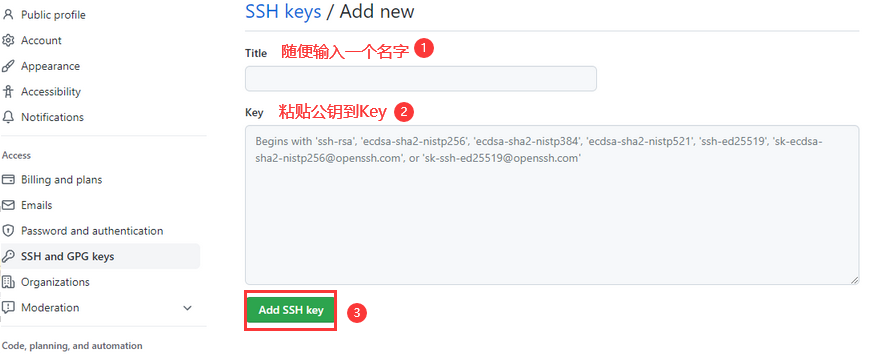 Public profile
Account
Appearance
Accessibility
Notifications
Access
Billing and plans
Emails
Password and authentication
SSH and GPG keys
Organizations
Moderation
Code, planning, and automation
SSH keys / Add new
Title 随便输入一个名字 1
Key 粘贴公钥到Key 2
Begins with 'ssh-rsa', 'ecdsa-sha2-nistp256', 'ecdsa-sha2-nistp384', 'ecdsa-sha2-nistp521', 'ssh-ed25519', 'sk-ecdsa-
sha2-nistp256@openssh.com', or 'sk-ssh-ed25519@openssh.com'
Add SSH key 3